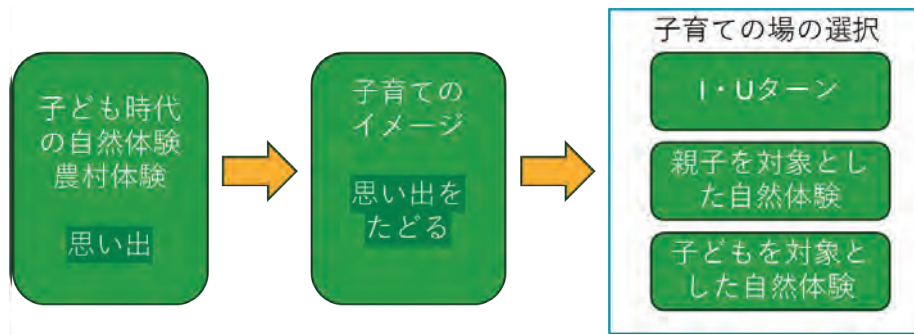 子ども時代
の自然体験
農村体験
思い出
子育ての
イメージ
思い出を
たどる
子育ての場の選択
I・Uターン
親子を対象とし
た自然体験
子どもを対象と
した自然体験